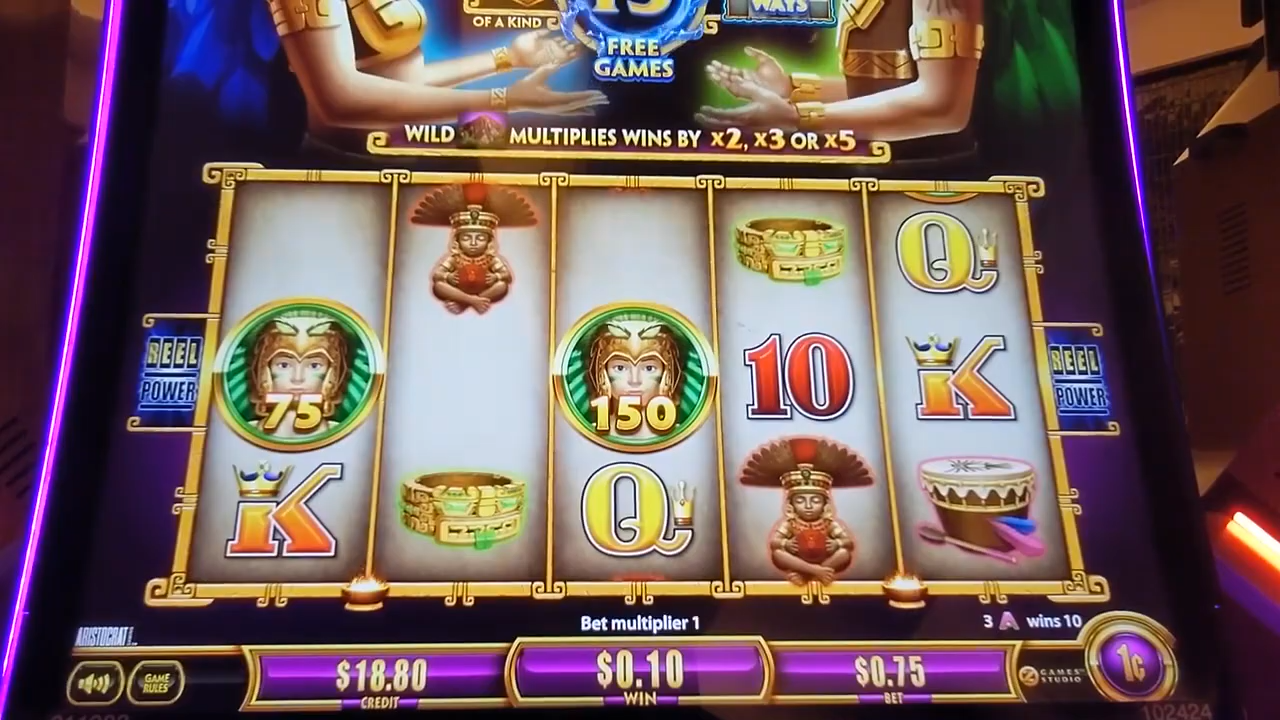 15
WAYS
OF A KIND
FREE
GAMES
WILD MULTIPLIES WINS BY x2, x3 OR x5
Q
REEL
POWER
75
150
10
K
REEL
POWER
K
Q
Bet multiplier 1
3 A wins 10
ARISTOCRAT
GAME
RULES
$18.80
CREDIT
$0.10
WIN
$0.75
BET
GAMES
STUDIO
1¢
102424